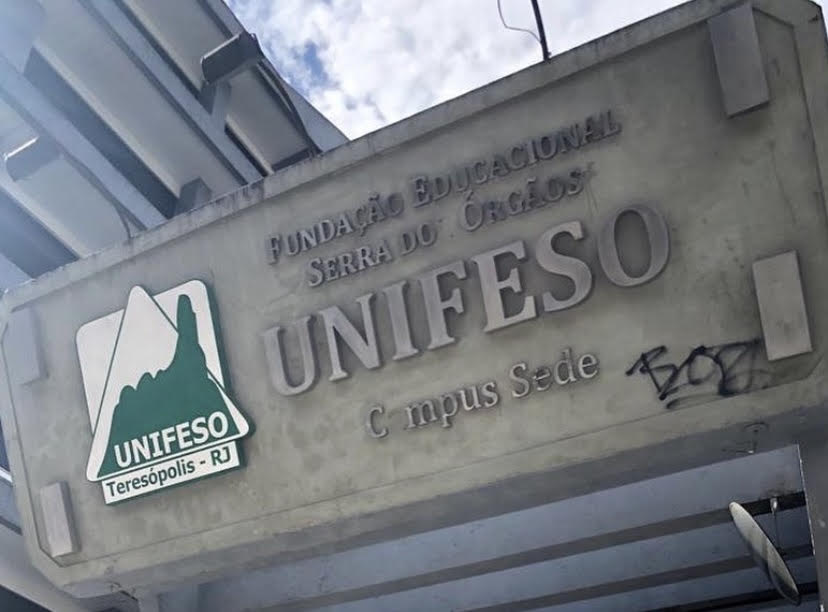 FUNDAÇÃO EDUCACIONAL
SERRA DO ÓRGÃOS
UNIFESO
C mpus Sede
UNIFESO
Teresópolis - RJ